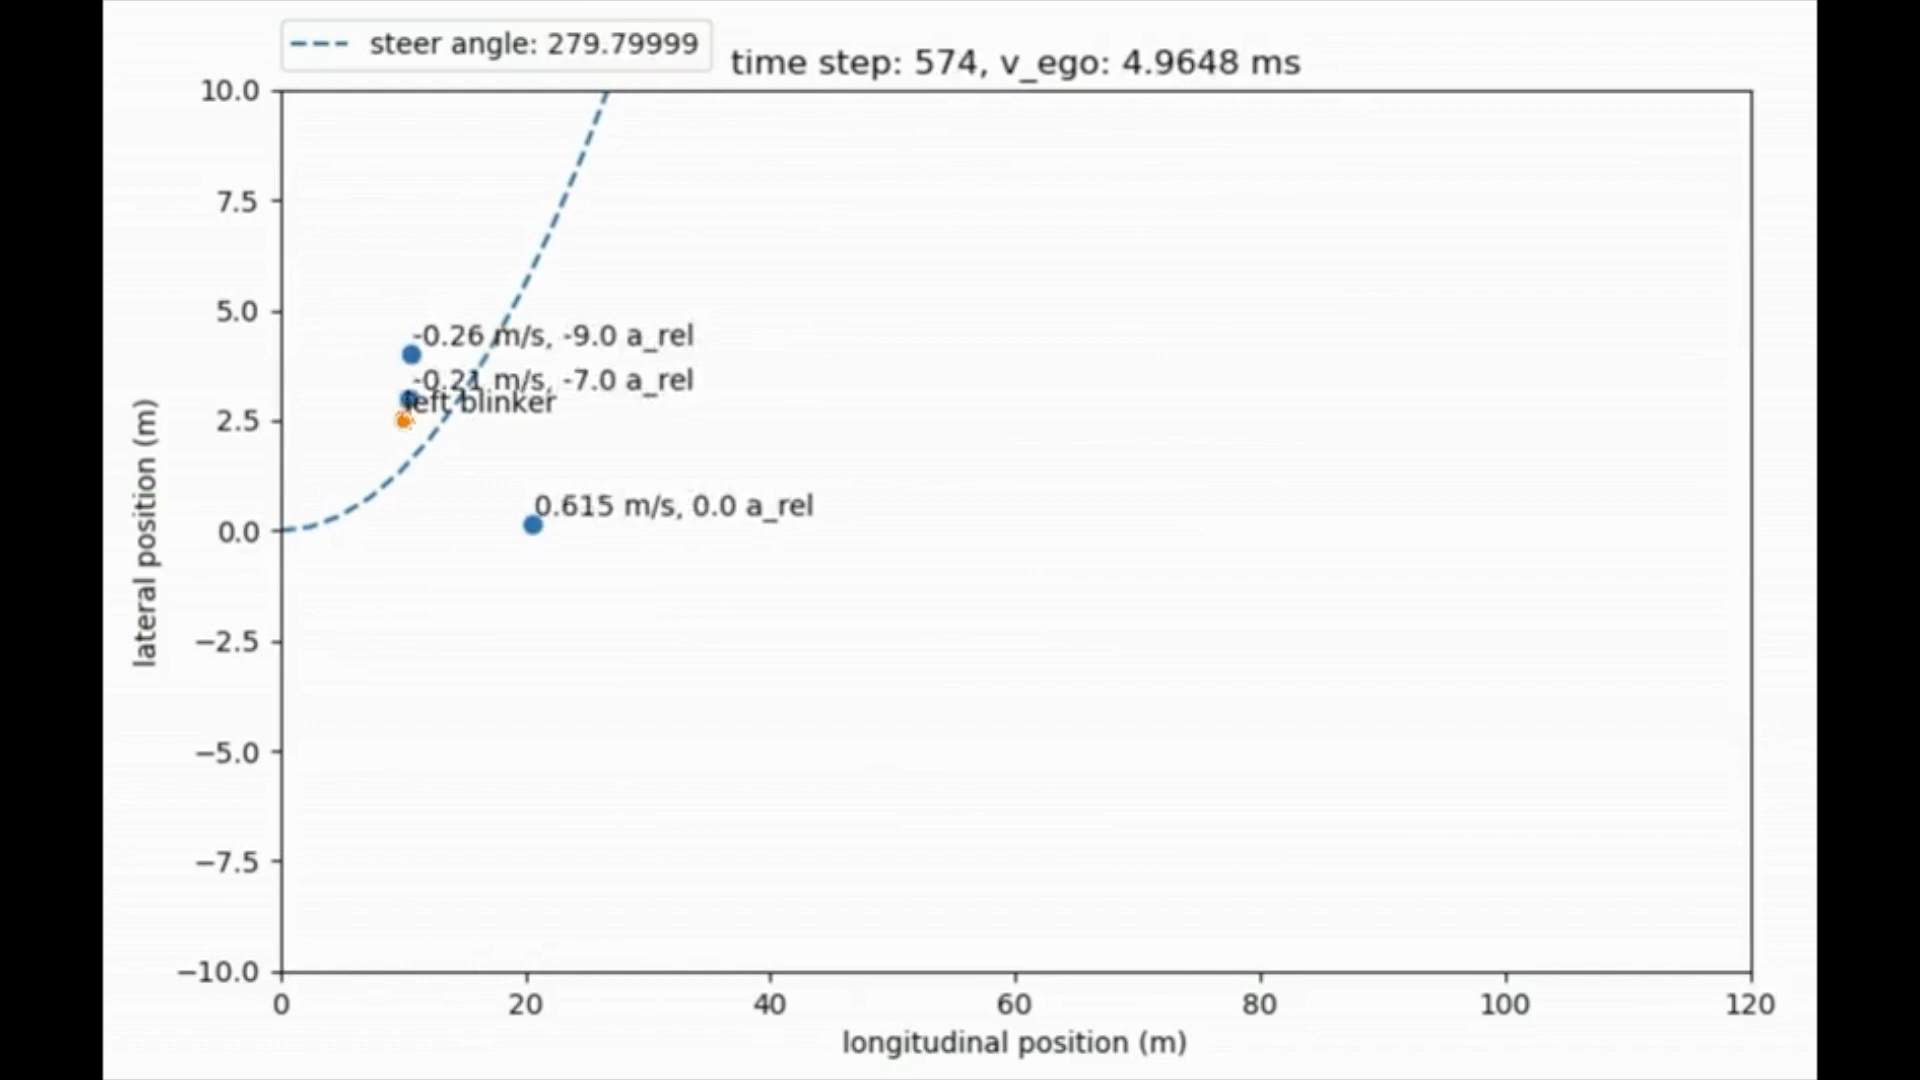 steer angle: 279.79999
time step: 574, v_ego: 4.9648 ms
10.0
7.5
5.0
2.5
0.0
−2.5
−5.0
−7.5
−10.0
lateral position (m)
-0.26 m/s, -9.0 a_rel
-0.21 m/s, -7.0 a_rel
left blinker
0.615 m/s, 0.0 a_rel
0 20 40 60 80 100 120
longitudinal position (m)